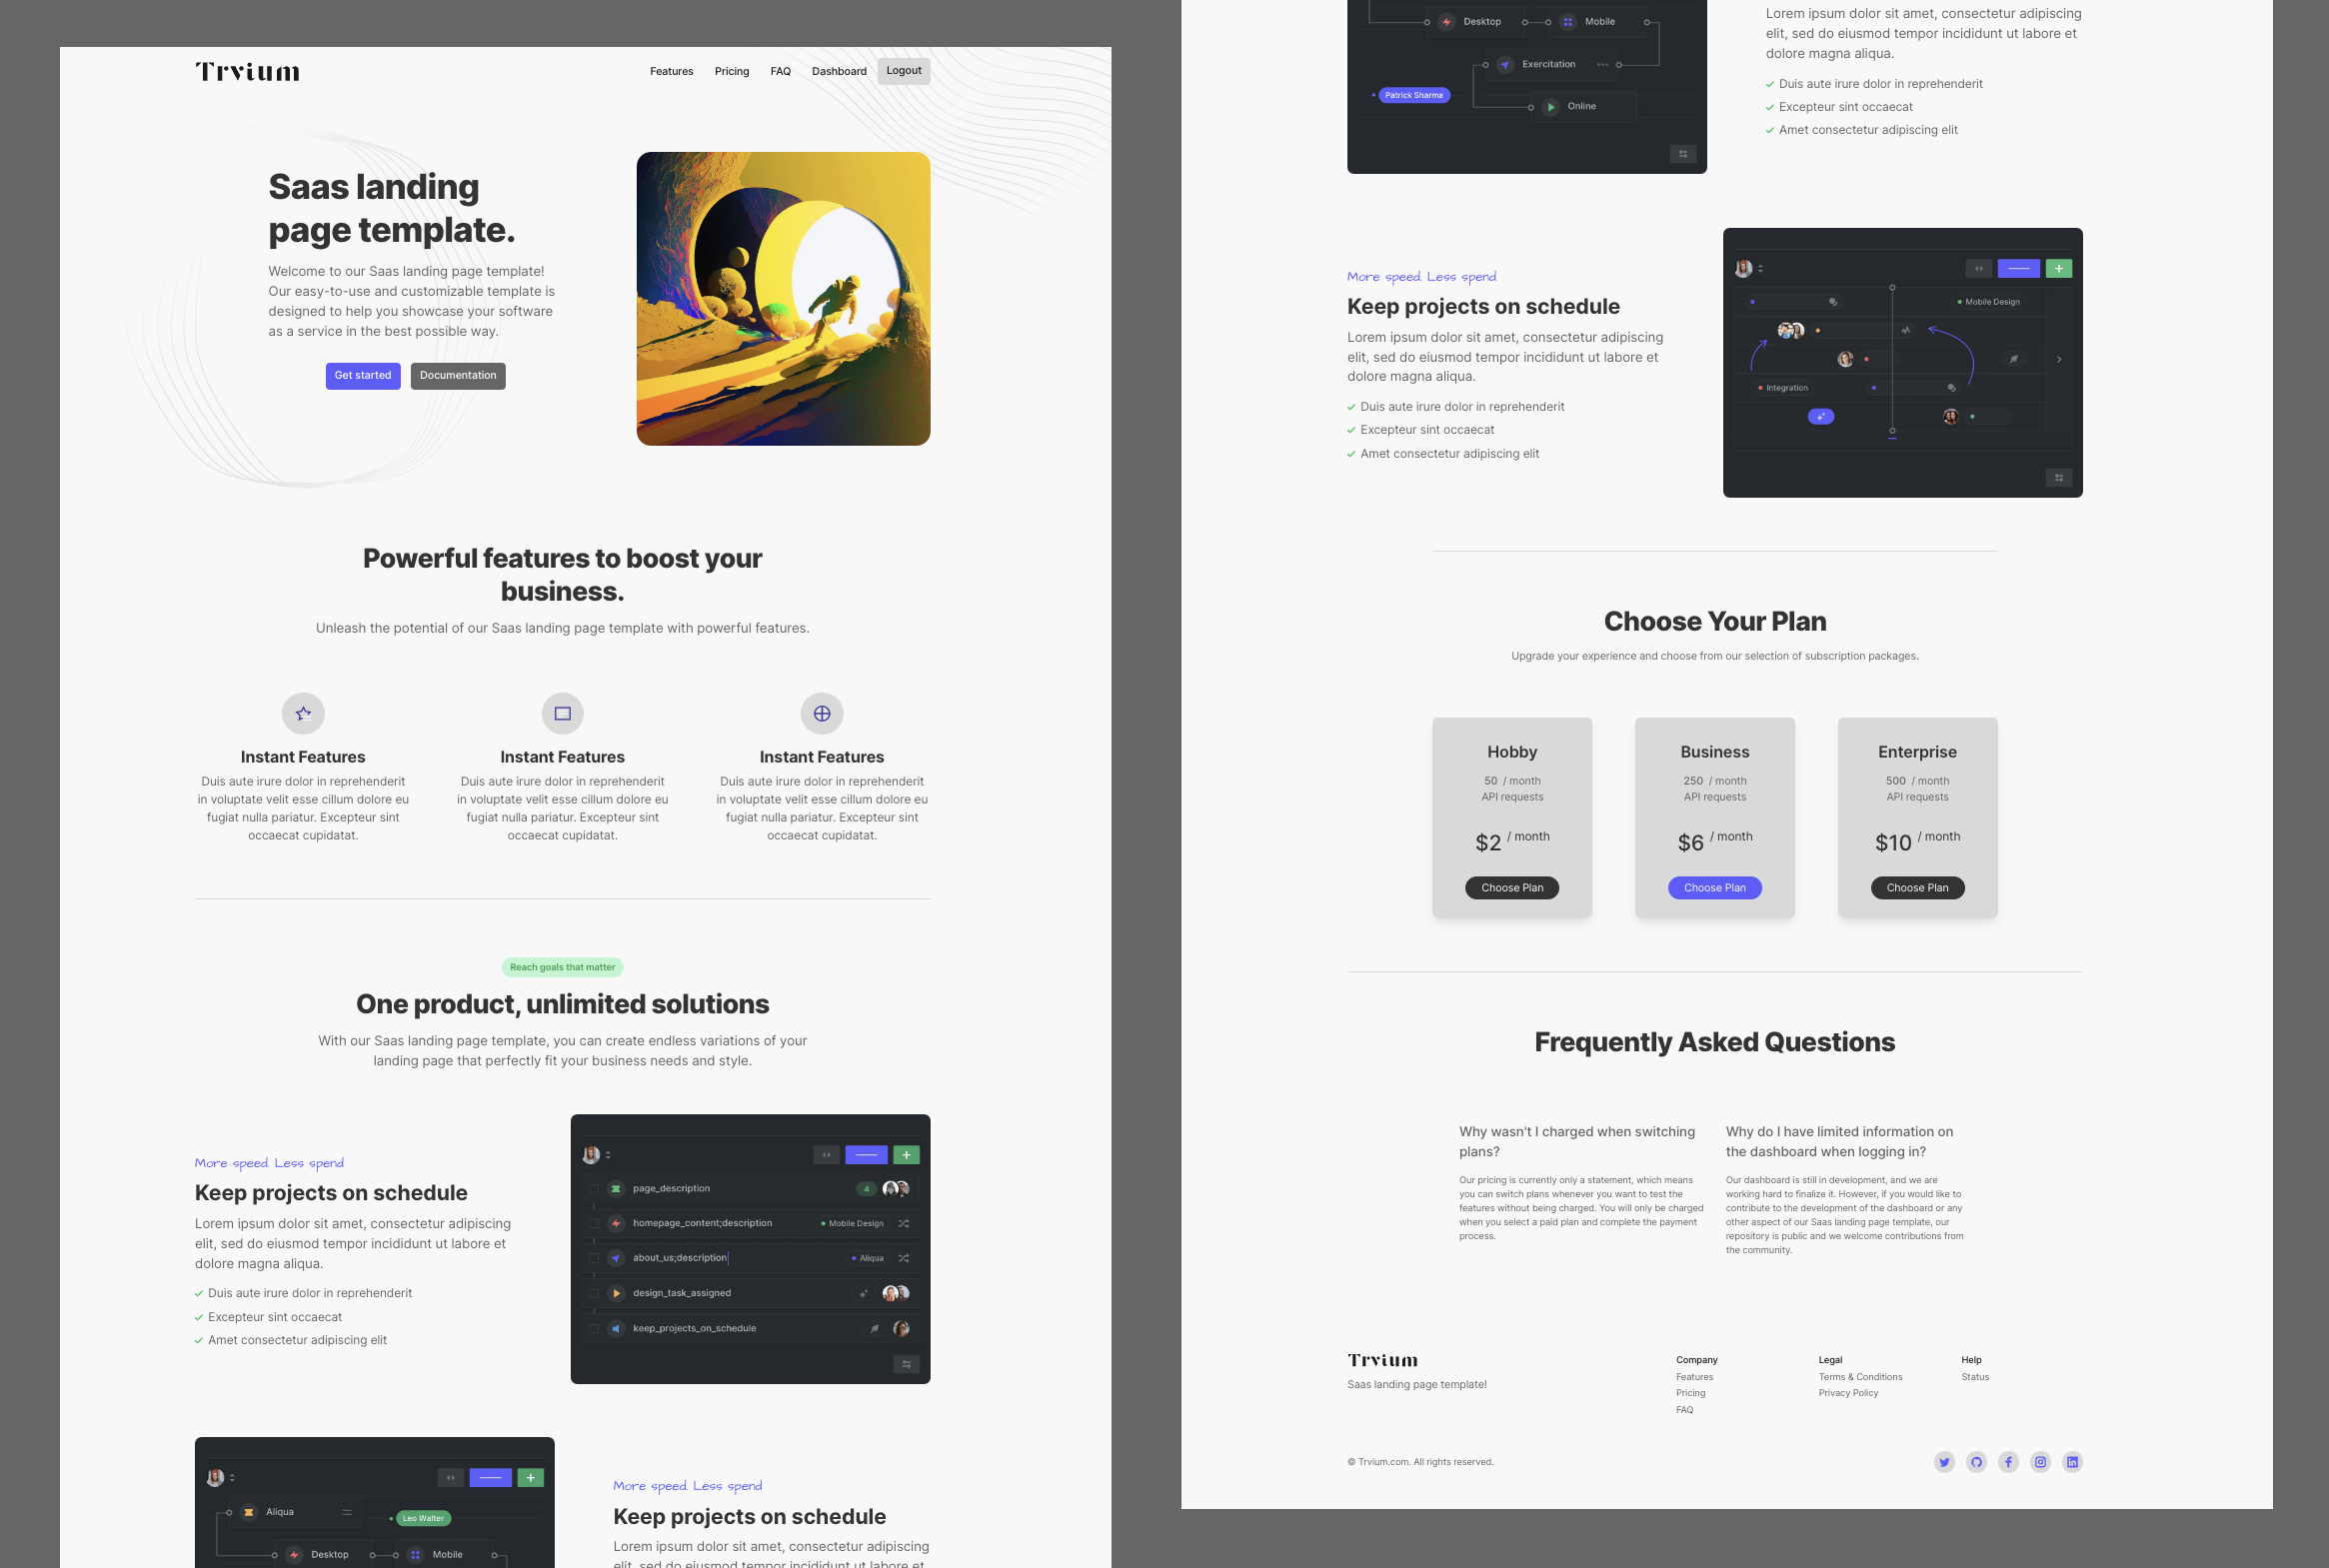 Trvium
Features Pricing FAQ Dashboard Logout
Saas landing
page template.
Welcome to our Saas landing page template!
Our easy-to-use and customizable template is
designed to help you showcase your software
as a service in the best possible way.
Get started Documentation
Powerful features to boost your
business.
Unleash the potential of our Saas landing page template with powerful features.
Instant Features
Duis aute irure dolor in reprehenderit
in voluptate velit esse cillum dolore eu
fugiat nulla pariatur. Excepteur sint
occaecat cupidatat.
Instant Features
Duis aute irure dolor in reprehenderit
in voluptate velit esse cillum dolore eu
fugiat nulla pariatur. Excepteur sint
occaecat cupidatat.
Instant Features
Duis aute irure dolor in reprehenderit
in voluptate velit esse cillum dolore eu
fugiat nulla pariatur. Excepteur sint
occaecat cupidatat.
Reach goals that matter
One product, unlimited solutions
With our Saas landing page template, you can create endless variations of your
landing page that perfectly fit your business needs and style.
More speed. Less spend
Keep projects on schedule
Lorem ipsum dolor sit amet, consectetur adipiscing
elit, sed do eiusmod tempor incididunt ut labore et
dolore magna aliqua.
Duis aute irure dolor in reprehenderit
Excepteur sint occaecat
Amet consectetur adipiscing elit
page_description 4
homepage_content;description Mobile Design
about_us;description Aliqua
design_task_assigned
keep_projects_on_schedule
Aliqua Leo Walter
Desktop Mobile
More speed. Less spend
Keep projects on schedule
Lorem ipsum dolor sit amet, consectetur adipiscing
elit, sed do eiusmod tempor incididunt ut labore et
Desktop Mobile
Exercitation
Patrick Sharma
Online
Lorem ipsum dolor sit amet, consectetur adipiscing
elit, sed do eiusmod tempor incididunt ut labore et
dolore magna aliqua.
Duis aute irure dolor in reprehenderit
Excepteur sint occaecat
Amet consectetur adipiscing elit
More speed. Less spend
Keep projects on schedule
Lorem ipsum dolor sit amet, consectetur adipiscing
elit, sed do eiusmod tempor incididunt ut labore et
dolore magna aliqua.
Duis aute irure dolor in reprehenderit
Excepteur sint occaecat
Amet consectetur adipiscing elit
Mobile Design
Integration
Choose Your Plan
Upgrade your experience and choose from our selection of subscription packages.
Hobby
50 / month
API requests
$2 / month
Choose Plan
Business
250 / month
API requests
$6 / month
Choose Plan
Enterprise
500 / month
API requests
$10 / month
Choose Plan
Frequently Asked Questions
Why wasn't I charged when switching
plans?
Our pricing is currently only a statement, which means
you can switch plans whenever you want to test the
features without being charged. You will only be charged
when you select a paid plan and complete the payment
process.
Why do I have limited information on
the dashboard when logging in?
Our dashboard is still in development, and we are
working hard to finalize it. However, if you would like to
contribute to the development of the dashboard or any
other aspect of our Saas landing page template, our
repository is public and we welcome contributions from
the community.
Trvium
Saas landing page template!
Company
Features
Pricing
FAQ
Legal
Terms & Conditions
Privacy Policy
Help
Status
© Trvium.com. All rights reserved.